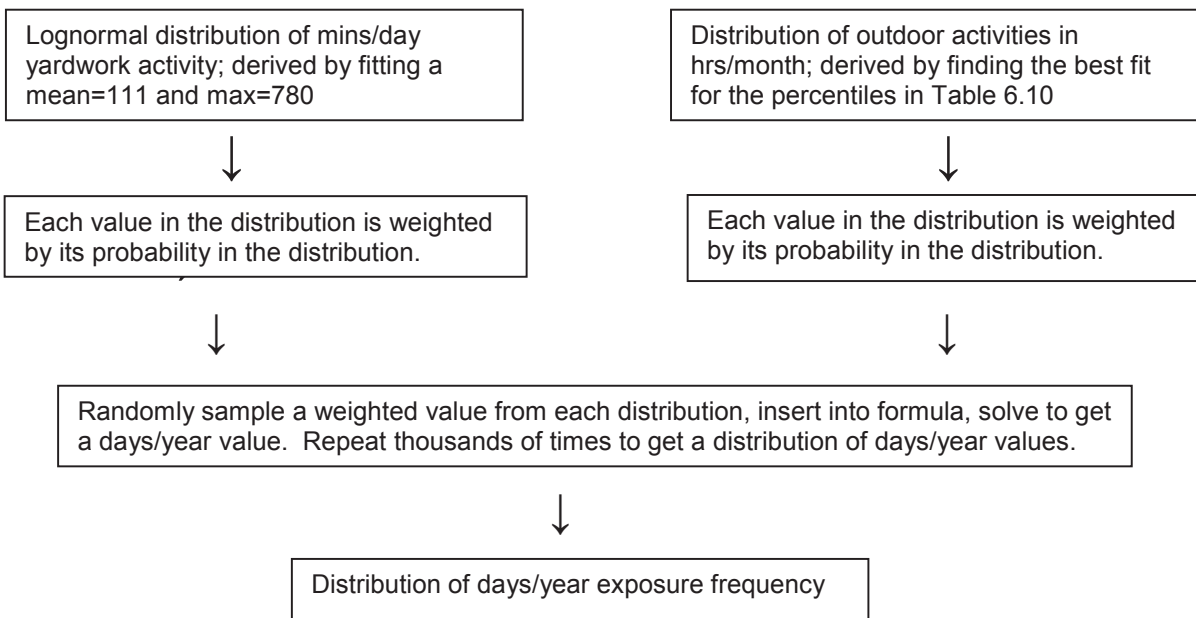 Lognormal distribution of mins/day
yardwork activity; derived by fitting a
mean=111 and max=780
Distribution of outdoor activities in
hrs/month; derived by finding the best fit
for the percentiles in Table 6.10
Each value in the distribution is weighted
by its probability in the distribution.
Each value in the distribution is weighted
by its probability in the distribution.
Randomly sample a weighted value from each distribution, insert into formula, solve to get
a days/year value.  Repeat thousands of times to get a distribution of days/year values.
Distribution of days/year exposure frequency